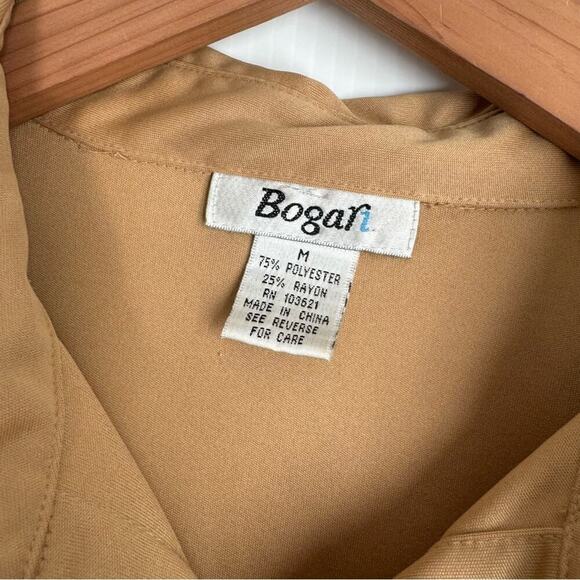 Bogari
M
75% POLYESTER
25% RAYON
RN 103621
MADE IN CHINA
SEE REVERSE
FOR CARE